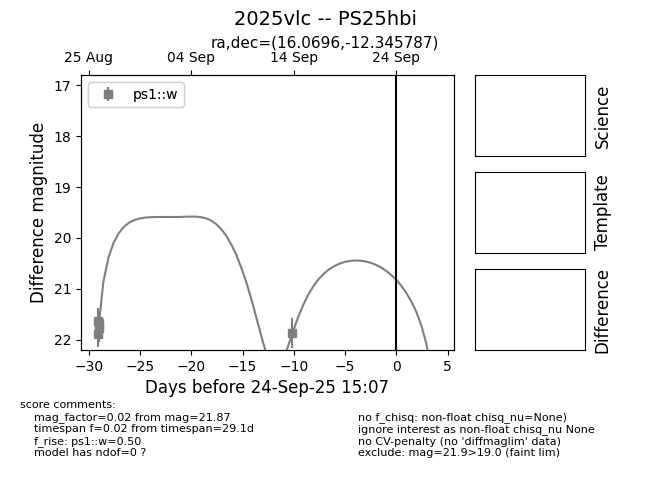 2025vlc -- PS25hbi
ra,dec=(16.0696,-12.345787)
25 Aug 04 Sep 14 Sep 24 Sep
ps1::w
17
18
19
20
21
22
Difference magnitude
−30 −25 −20 −15 −10 −5 0 5
Days before 24-Sep-25 15:07
Science
Template
Difference
score comments:
mag_factor=0.02 from mag=21.87
timespan f=0.02 from timespan=29.1d
f_rise: ps1::w=0.50
model has ndof=0 ?
no f_chisq: non-float chisq_nu=None)
ignore interest as non-float chisq_nu None
no CV-penalty (no 'diffmaglim' data)
exclude: mag=21.9>19.0 (faint lim)